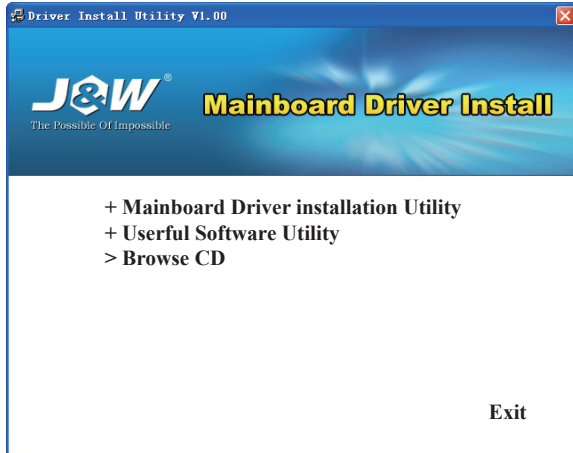 Driver Install Utility V1.00
J&W®
The Possible Of Impossible
Mainboard Driver Install
+ Mainboard Driver installation Utility
+ Userful Software Utility
> Browse CD
Exit